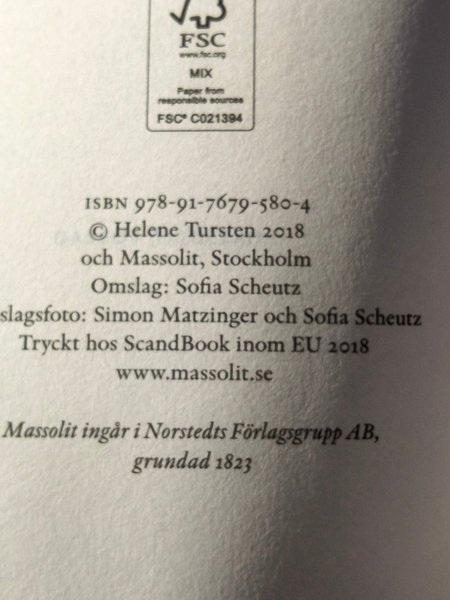 FSC
www.fsc.org
MIX
Paper from
responsible sources
FSC® C021394
ISBN 978-91-7679-580-4
© Helene Tursten 2018
och Massolit, Stockholm
Omslag: Sofia Scheutz
slagsfoto: Simon Matzinger och Sofia Scheutz
Tryckt hos ScandBook inom EU 2018
www.massolit.se
Massolit ingår i Norstedts Förlagsgrupp AB,
grundad 1823